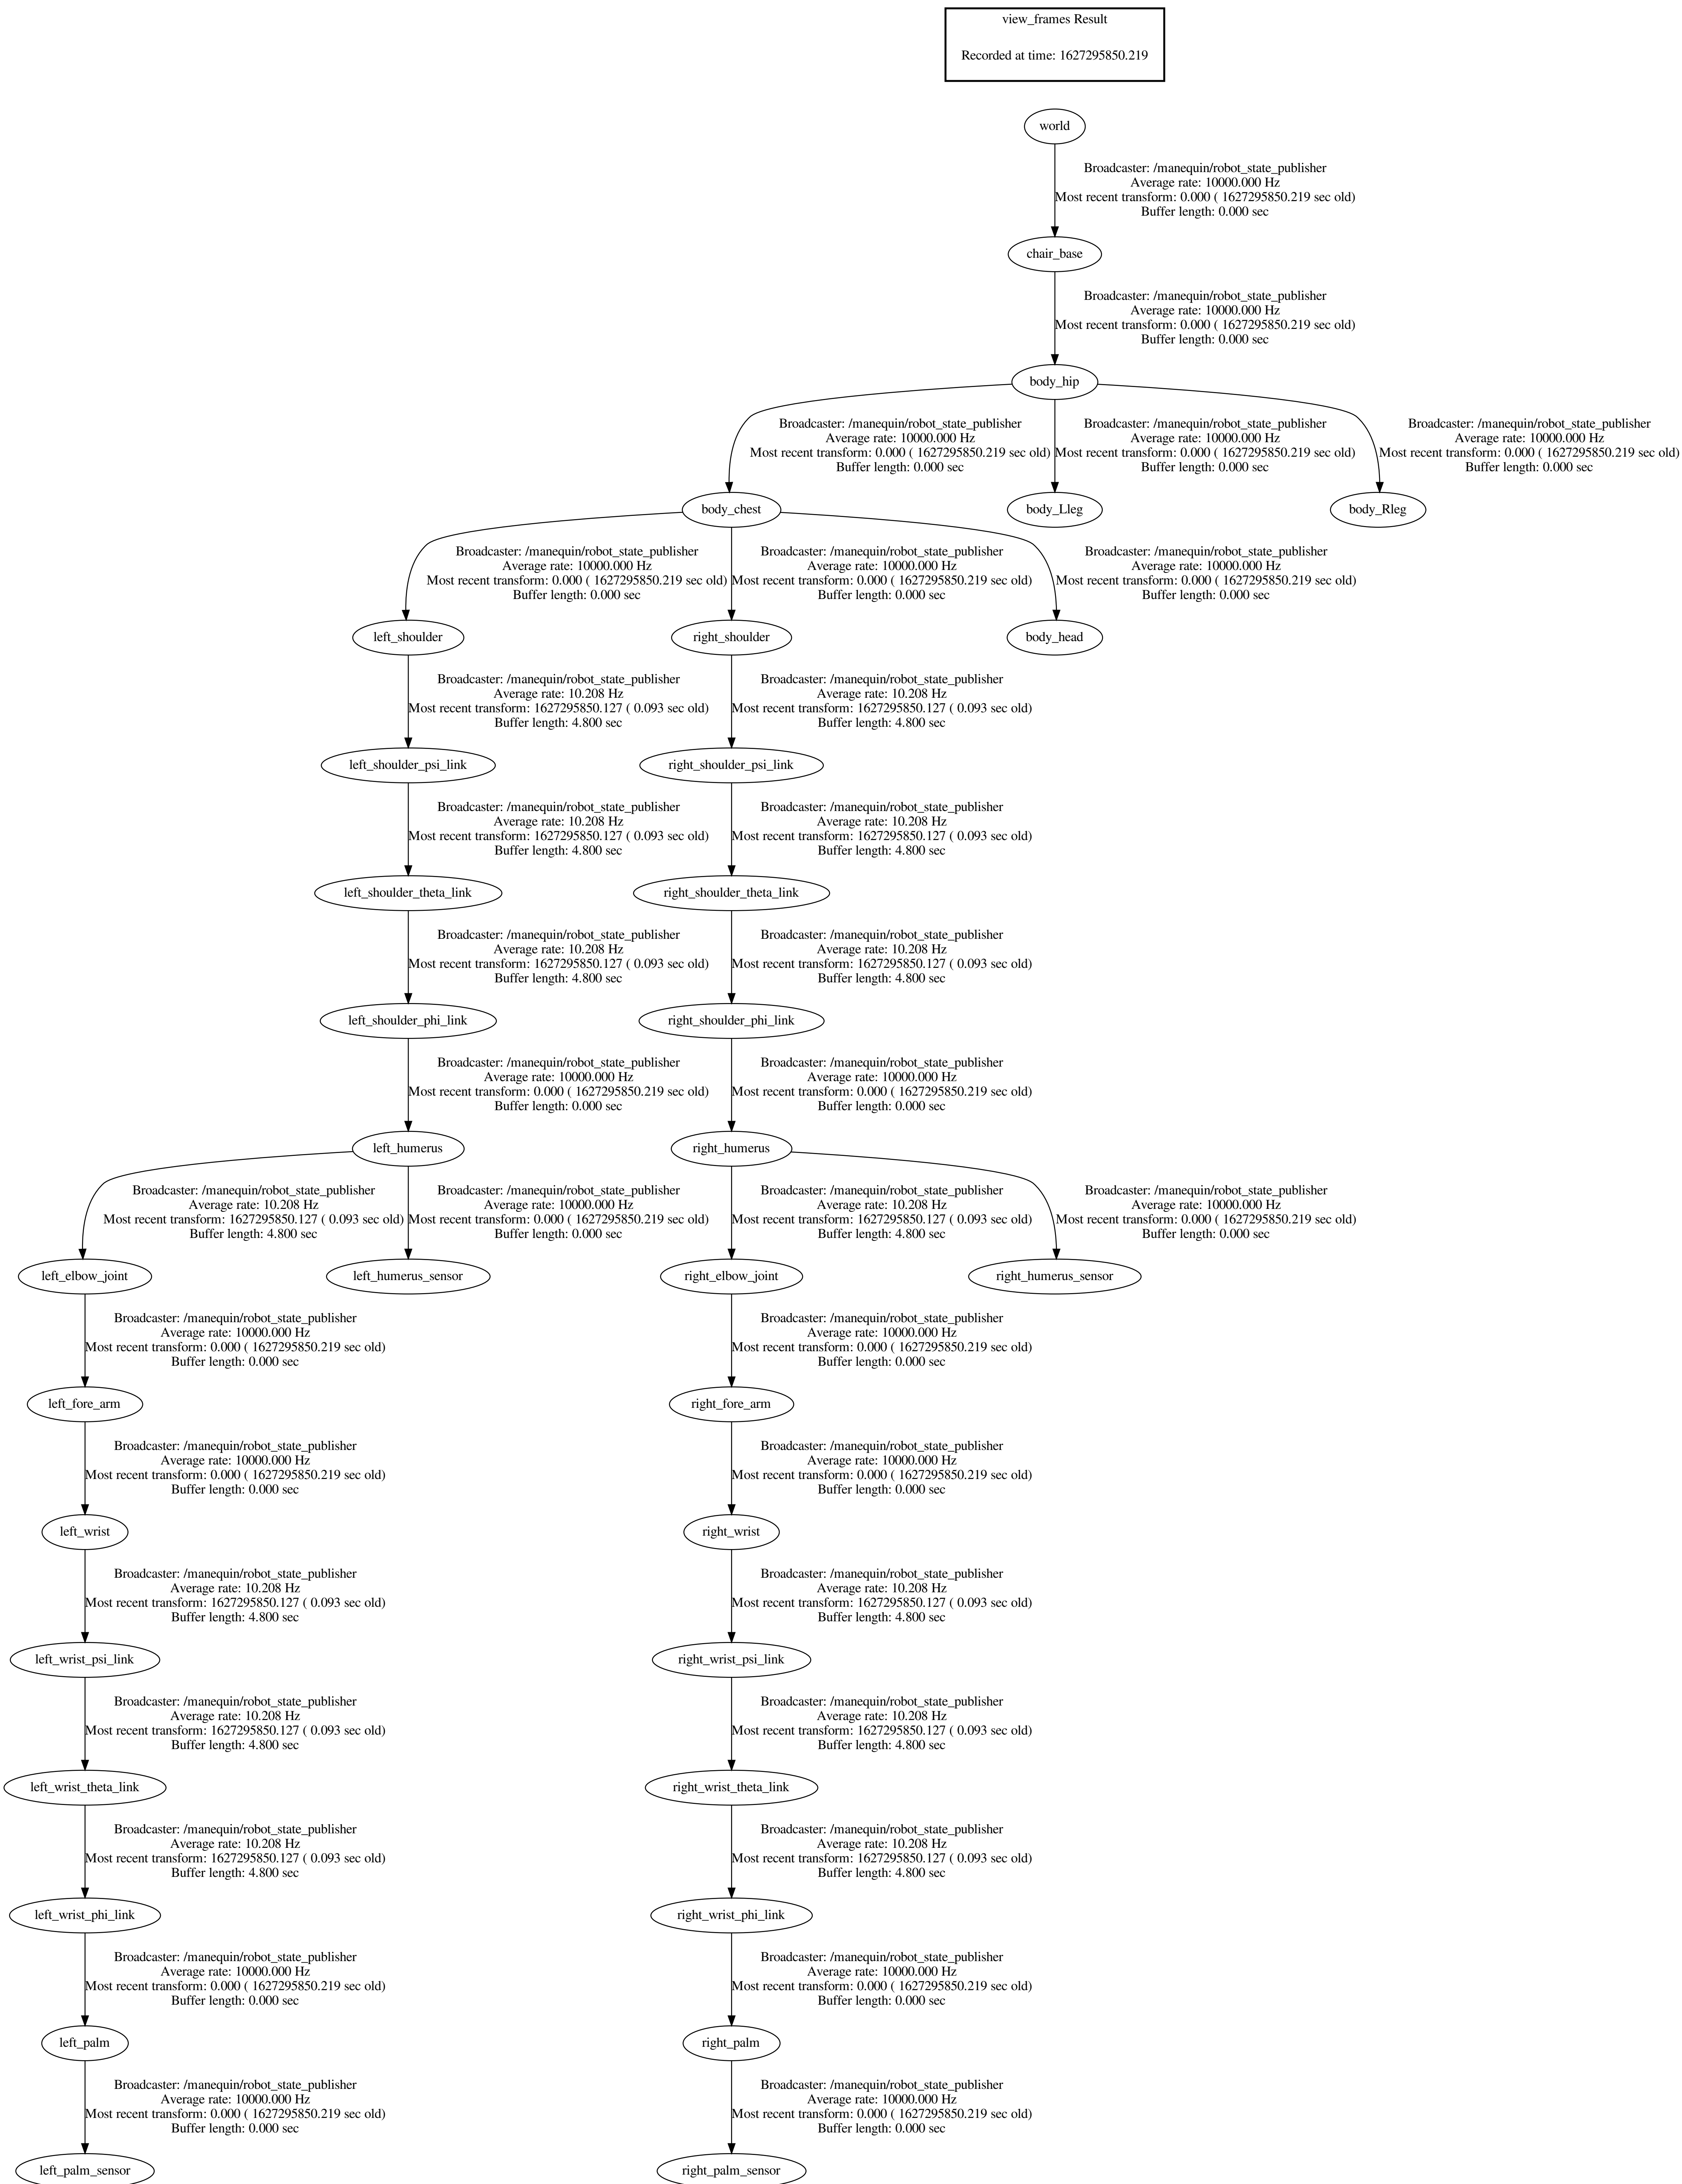 view_frames Result
Recorded at time: 1627295850.219
world
Broadcaster: /manequin/robot_state_publisher
Average rate: 10000.000 Hz
Most recent transform: 0.000 ( 1627295850.219 sec old)
Buffer length: 0.000 sec
chair_base
Broadcaster: /manequin/robot_state_publisher
Average rate: 10000.000 Hz
Most recent transform: 0.000 ( 1627295850.219 sec old)
Buffer length: 0.000 sec
body_hip
Broadcaster: /manequin/robot_state_publisher
Average rate: 10000.000 Hz
Most recent transform: 0.000 ( 1627295850.219 sec old)
Buffer length: 0.000 sec
Broadcaster: /manequin/robot_state_publisher
Average rate: 10000.000 Hz
Most recent transform: 0.000 ( 1627295850.219 sec old)
Buffer length: 0.000 sec
Broadcaster: /manequin/robot_state_publisher
Average rate: 10000.000 Hz
Most recent transform: 0.000 ( 1627295850.219 sec old)
Buffer length: 0.000 sec
body_chest
body_Lleg
body_Rleg
Broadcaster: /manequin/robot_state_publisher
Average rate: 10000.000 Hz
Most recent transform: 0.000 ( 1627295850.219 sec old)
Buffer length: 0.000 sec
Broadcaster: /manequin/robot_state_publisher
Average rate: 10000.000 Hz
Most recent transform: 0.000 ( 1627295850.219 sec old)
Buffer length: 0.000 sec
Broadcaster: /manequin/robot_state_publisher
Average rate: 10000.000 Hz
Most recent transform: 0.000 ( 1627295850.219 sec old)
Buffer length: 0.000 sec
left_shoulder
right_shoulder
body_head
Broadcaster: /manequin/robot_state_publisher
Average rate: 10.208 Hz
Most recent transform: 1627295850.127 ( 0.093 sec old)
Buffer length: 4.800 sec
Broadcaster: /manequin/robot_state_publisher
Average rate: 10.208 Hz
Most recent transform: 1627295850.127 ( 0.093 sec old)
Buffer length: 4.800 sec
left_shoulder_psi_link
right_shoulder_psi_link
Broadcaster: /manequin/robot_state_publisher
Average rate: 10.208 Hz
Most recent transform: 1627295850.127 ( 0.093 sec old)
Buffer length: 4.800 sec
Broadcaster: /manequin/robot_state_publisher
Average rate: 10.208 Hz
Most recent transform: 1627295850.127 ( 0.093 sec old)
Buffer length: 4.800 sec
left_shoulder_theta_link
right_shoulder_theta_link
Broadcaster: /manequin/robot_state_publisher
Average rate: 10.208 Hz
Most recent transform: 1627295850.127 ( 0.093 sec old)
Buffer length: 4.800 sec
Broadcaster: /manequin/robot_state_publisher
Average rate: 10.208 Hz
Most recent transform: 1627295850.127 ( 0.093 sec old)
Buffer length: 4.800 sec
left_shoulder_phi_link
right_shoulder_phi_link
Broadcaster: /manequin/robot_state_publisher
Average rate: 10000.000 Hz
Most recent transform: 0.000 ( 1627295850.219 sec old)
Buffer length: 0.000 sec
Broadcaster: /manequin/robot_state_publisher
Average rate: 10000.000 Hz
Most recent transform: 0.000 ( 1627295850.219 sec old)
Buffer length: 0.000 sec
left_humerus
right_humerus
Broadcaster: /manequin/robot_state_publisher
Average rate: 10.208 Hz
Most recent transform: 1627295850.127 ( 0.093 sec old)
Buffer length: 4.800 sec
Broadcaster: /manequin/robot_state_publisher
Average rate: 10000.000 Hz
Most recent transform: 0.000 ( 1627295850.219 sec old)
Buffer length: 0.000 sec
Broadcaster: /manequin/robot_state_publisher
Average rate: 10.208 Hz
Most recent transform: 1627295850.127 ( 0.093 sec old)
Buffer length: 4.800 sec
Broadcaster: /manequin/robot_state_publisher
Average rate: 10000.000 Hz
Most recent transform: 0.000 ( 1627295850.219 sec old)
Buffer length: 0.000 sec
left_elbow_joint
left_humerus_sensor
right_elbow_joint
right_humerus_sensor
Broadcaster: /manequin/robot_state_publisher
Average rate: 10000.000 Hz
Most recent transform: 0.000 ( 1627295850.219 sec old)
Buffer length: 0.000 sec
Broadcaster: /manequin/robot_state_publisher
Average rate: 10000.000 Hz
Most recent transform: 0.000 ( 1627295850.219 sec old)
Buffer length: 0.000 sec
left_fore_arm
right_fore_arm
Broadcaster: /manequin/robot_state_publisher
Average rate: 10000.000 Hz
Most recent transform: 0.000 ( 1627295850.219 sec old)
Buffer length: 0.000 sec
Broadcaster: /manequin/robot_state_publisher
Average rate: 10000.000 Hz
Most recent transform: 0.000 ( 1627295850.219 sec old)
Buffer length: 0.000 sec
left_wrist
right_wrist
Broadcaster: /manequin/robot_state_publisher
Average rate: 10.208 Hz
Most recent transform: 1627295850.127 ( 0.093 sec old)
Buffer length: 4.800 sec
Broadcaster: /manequin/robot_state_publisher
Average rate: 10.208 Hz
Most recent transform: 1627295850.127 ( 0.093 sec old)
Buffer length: 4.800 sec
left_wrist_psi_link
right_wrist_psi_link
Broadcaster: /manequin/robot_state_publisher
Average rate: 10.208 Hz
Most recent transform: 1627295850.127 ( 0.093 sec old)
Buffer length: 4.800 sec
Broadcaster: /manequin/robot_state_publisher
Average rate: 10.208 Hz
Most recent transform: 1627295850.127 ( 0.093 sec old)
Buffer length: 4.800 sec
left_wrist_theta_link
right_wrist_theta_link
Broadcaster: /manequin/robot_state_publisher
Average rate: 10.208 Hz
Most recent transform: 1627295850.127 ( 0.093 sec old)
Buffer length: 4.800 sec
Broadcaster: /manequin/robot_state_publisher
Average rate: 10.208 Hz
Most recent transform: 1627295850.127 ( 0.093 sec old)
Buffer length: 4.800 sec
left_wrist_phi_link
right_wrist_phi_link
Broadcaster: /manequin/robot_state_publisher
Average rate: 10000.000 Hz
Most recent transform: 0.000 ( 1627295850.219 sec old)
Buffer length: 0.000 sec
Broadcaster: /manequin/robot_state_publisher
Average rate: 10000.000 Hz
Most recent transform: 0.000 ( 1627295850.219 sec old)
Buffer length: 0.000 sec
left_palm
right_palm
Broadcaster: /manequin/robot_state_publisher
Average rate: 10000.000 Hz
Most recent transform: 0.000 ( 1627295850.219 sec old)
Buffer length: 0.000 sec
Broadcaster: /manequin/robot_state_publisher
Average rate: 10000.000 Hz
Most recent transform: 0.000 ( 1627295850.219 sec old)
Buffer length: 0.000 sec
left_palm_sensor
right_palm_sensor